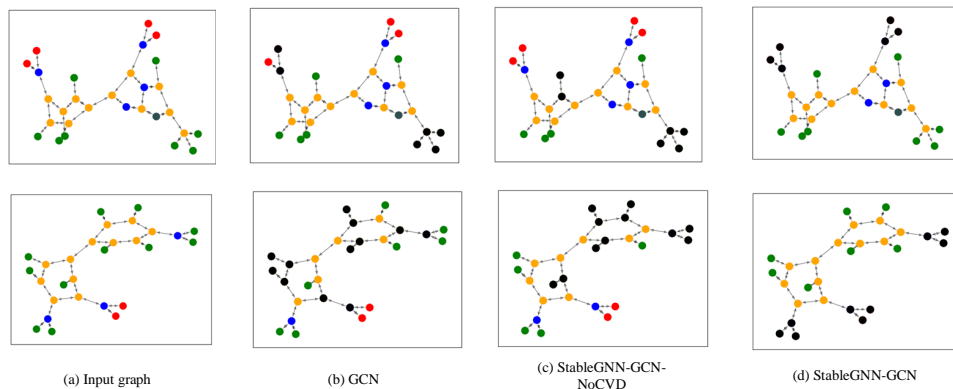 (a) Input graph
(b) GCN
(c) StableGNN-GCN-
NoCVD
(d) StableGNN-GCN